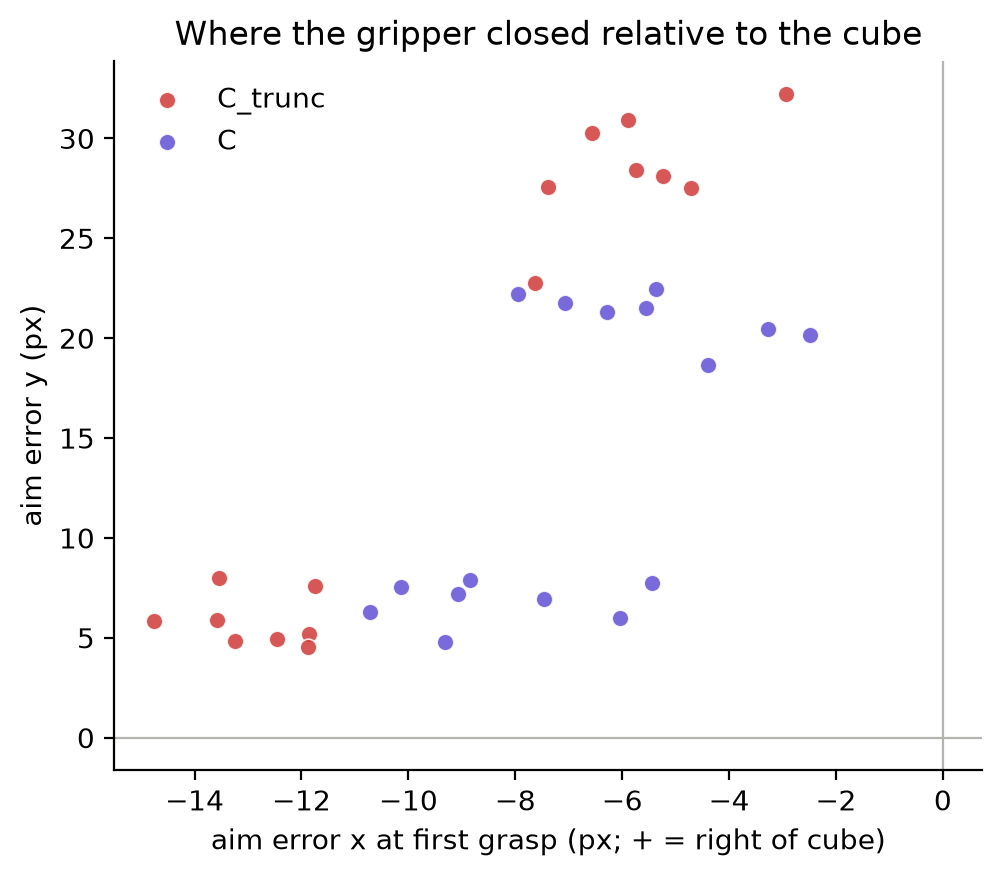 Where the gripper closed relative to the cube
C_trunc
C
30
25
20
15
10
5
0
aim error y (px)
−14 −12 −10 −8 −6 −4 −2 0
aim error x at first grasp (px; + = right of cube)